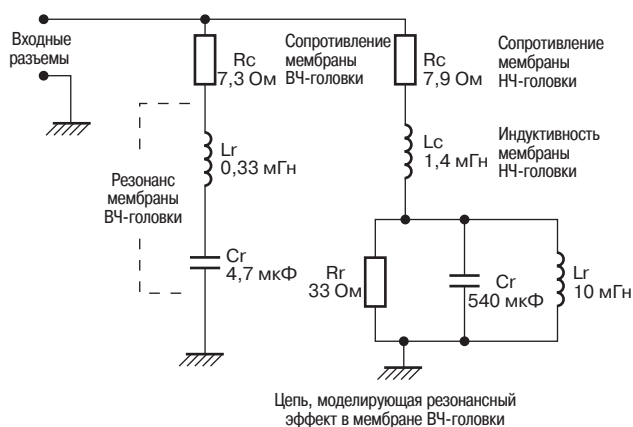 Входные
разъемы
Rc
7,3 Ом
Сопротивление
мембраны
ВЧ-головки
Rc
7,9 Ом
Сопротивление
мембраны
НЧ-головки
Lr
0,33 мГн
Lc
1,4 мГн
Индуктивность
мембраны
НЧ-головки
Резонанс
мембраны
ВЧ-головки
Cr
4,7 мкФ
Rr
33 Ом
Cr
540 мкФ
Lr
10 мГн
Цепь, моделирующая резонансный
эффект в мембране ВЧ-головки